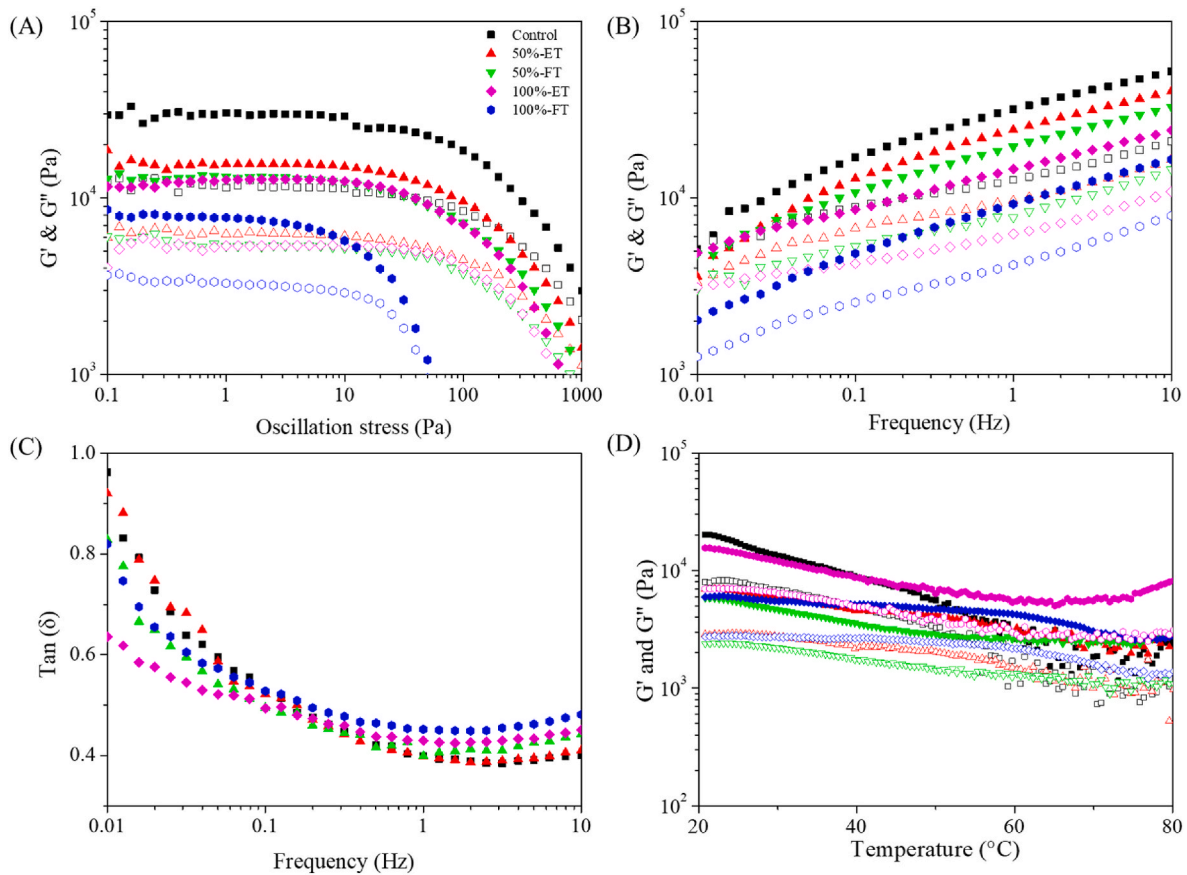 (A)
10^5
10^4
10^3
G' & G'' (Pa)
0.1
1
10
100
1000
Oscillation stress (Pa)
Control
50%-ET
50%-FT
100%-ET
100%-FT
(B)
10^5
10^4
10^3
G' & G'' (Pa)
0.01
0.1
1
10
Frequency (Hz)
(C)
1.0
0.8
0.6
0.4
Tan (δ)
0.01
0.1
1
10
Frequency (Hz)
(D)
10^5
10^4
10^3
10^2
G' and G'' (Pa)
20
40
60
80
Temperature (°C)